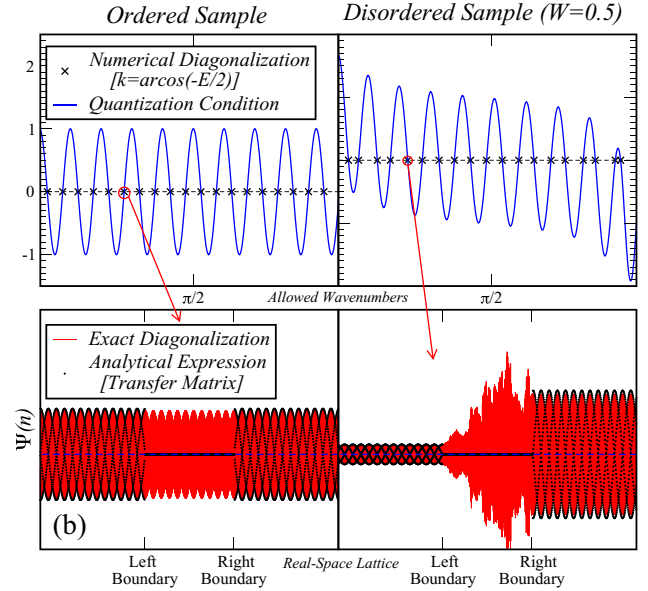 Ordered Sample
Disordered Sample (W=0.5)
× Numerical Diagonalization
[k=arcos(-E/2)]
Quantization Condition
2
1
0
-1
π/2
Allowed Wavenumbers
π/2
Exact Diagonalization
Analytical Expression
[Transfer Matrix]
Ψ(n)
(b)
Left
Boundary
Right
Boundary
Real-Space Lattice
Left
Boundary
Right
Boundary